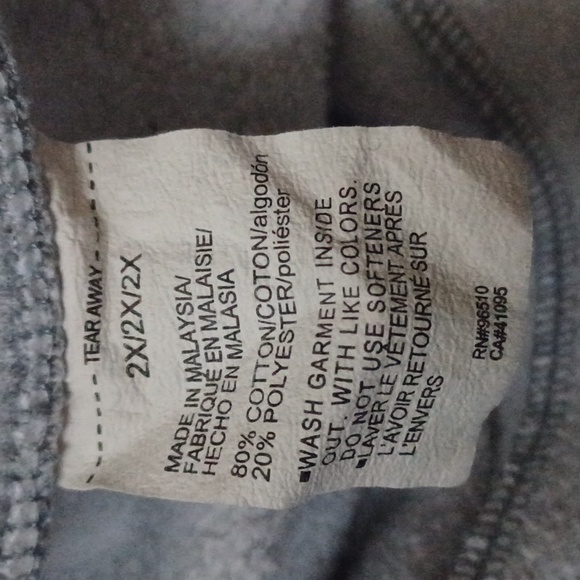 TEAR AWAY
2X/2X/2X
MADE IN MALAYSIA/
FABRIQUÉ EN MALAISIE/
HECHO EN MALASIA
80% COTTON/COTON/algodón
20% POLYESTER/poliéster
■WASH GARMENT INSIDE
OUT. WITH LIKE COLORS.
DO NOT USE SOFTENERS
■LAVER LE VÊTEMENT APRÈS
L'AVOIR RETOURNÉ SUR
L'ENVERS
RN#96510
CA#41095